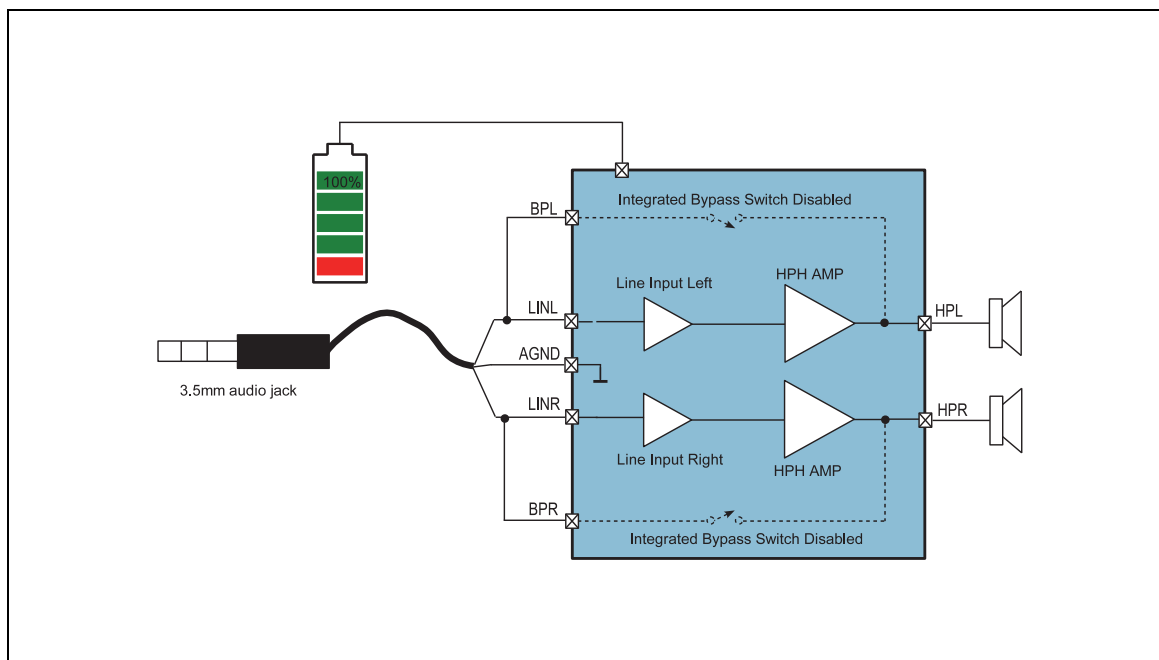 100%
Integrated Bypass Switch Disabled
BPL
Line Input Left
HPH AMP
LINL
HPL
AGND
3.5mm audio jack
LINR
HPR
Line Input Right
HPH AMP
BPR
Integrated Bypass Switch Disabled